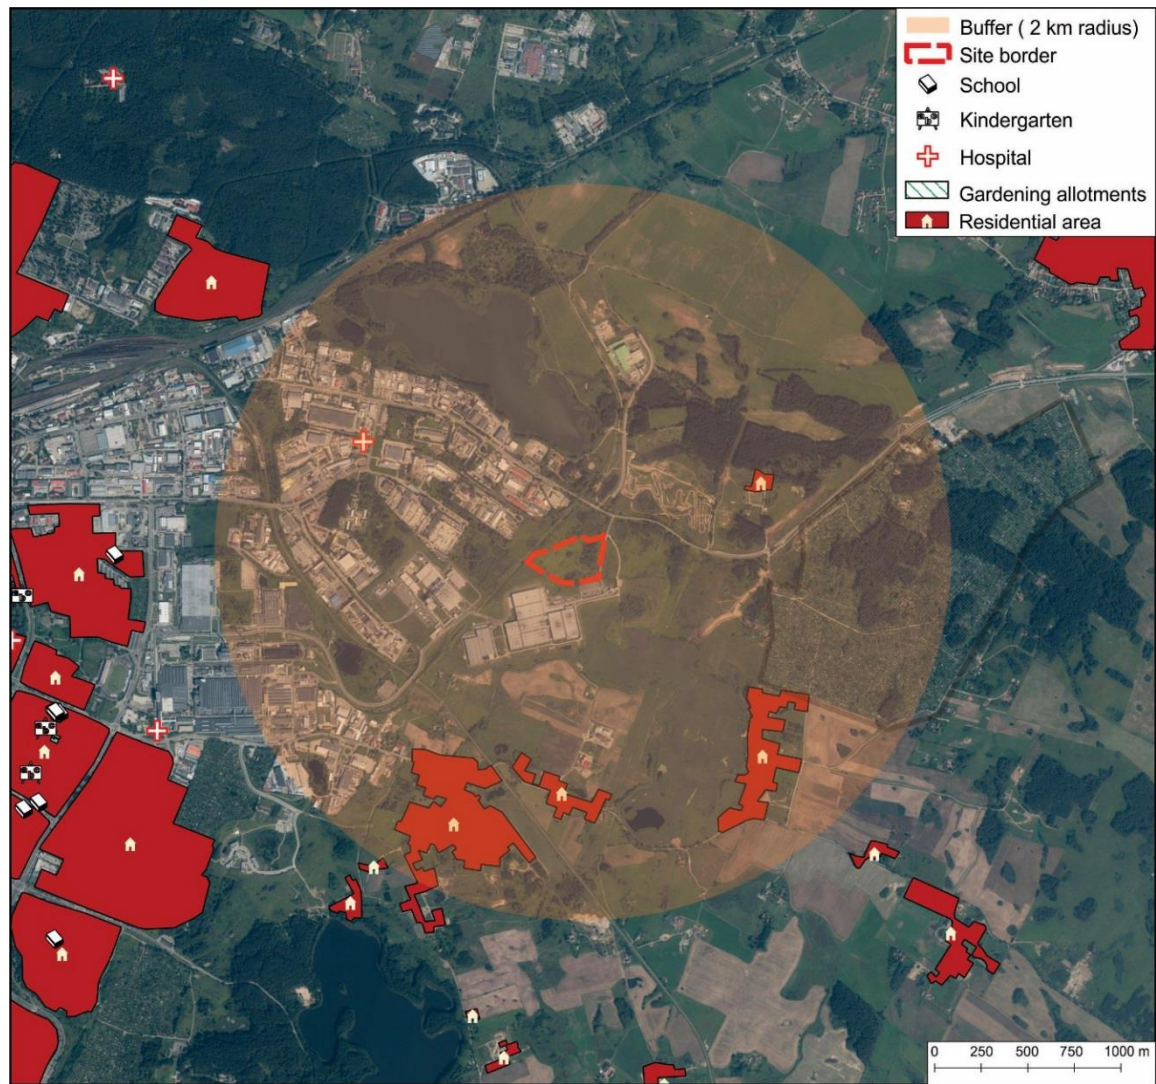 Buffer ( 2 km radius)
Site border
School
Kindergarten
Hospital
Gardening allotments
Residential area
0 250 500 750 1000 m